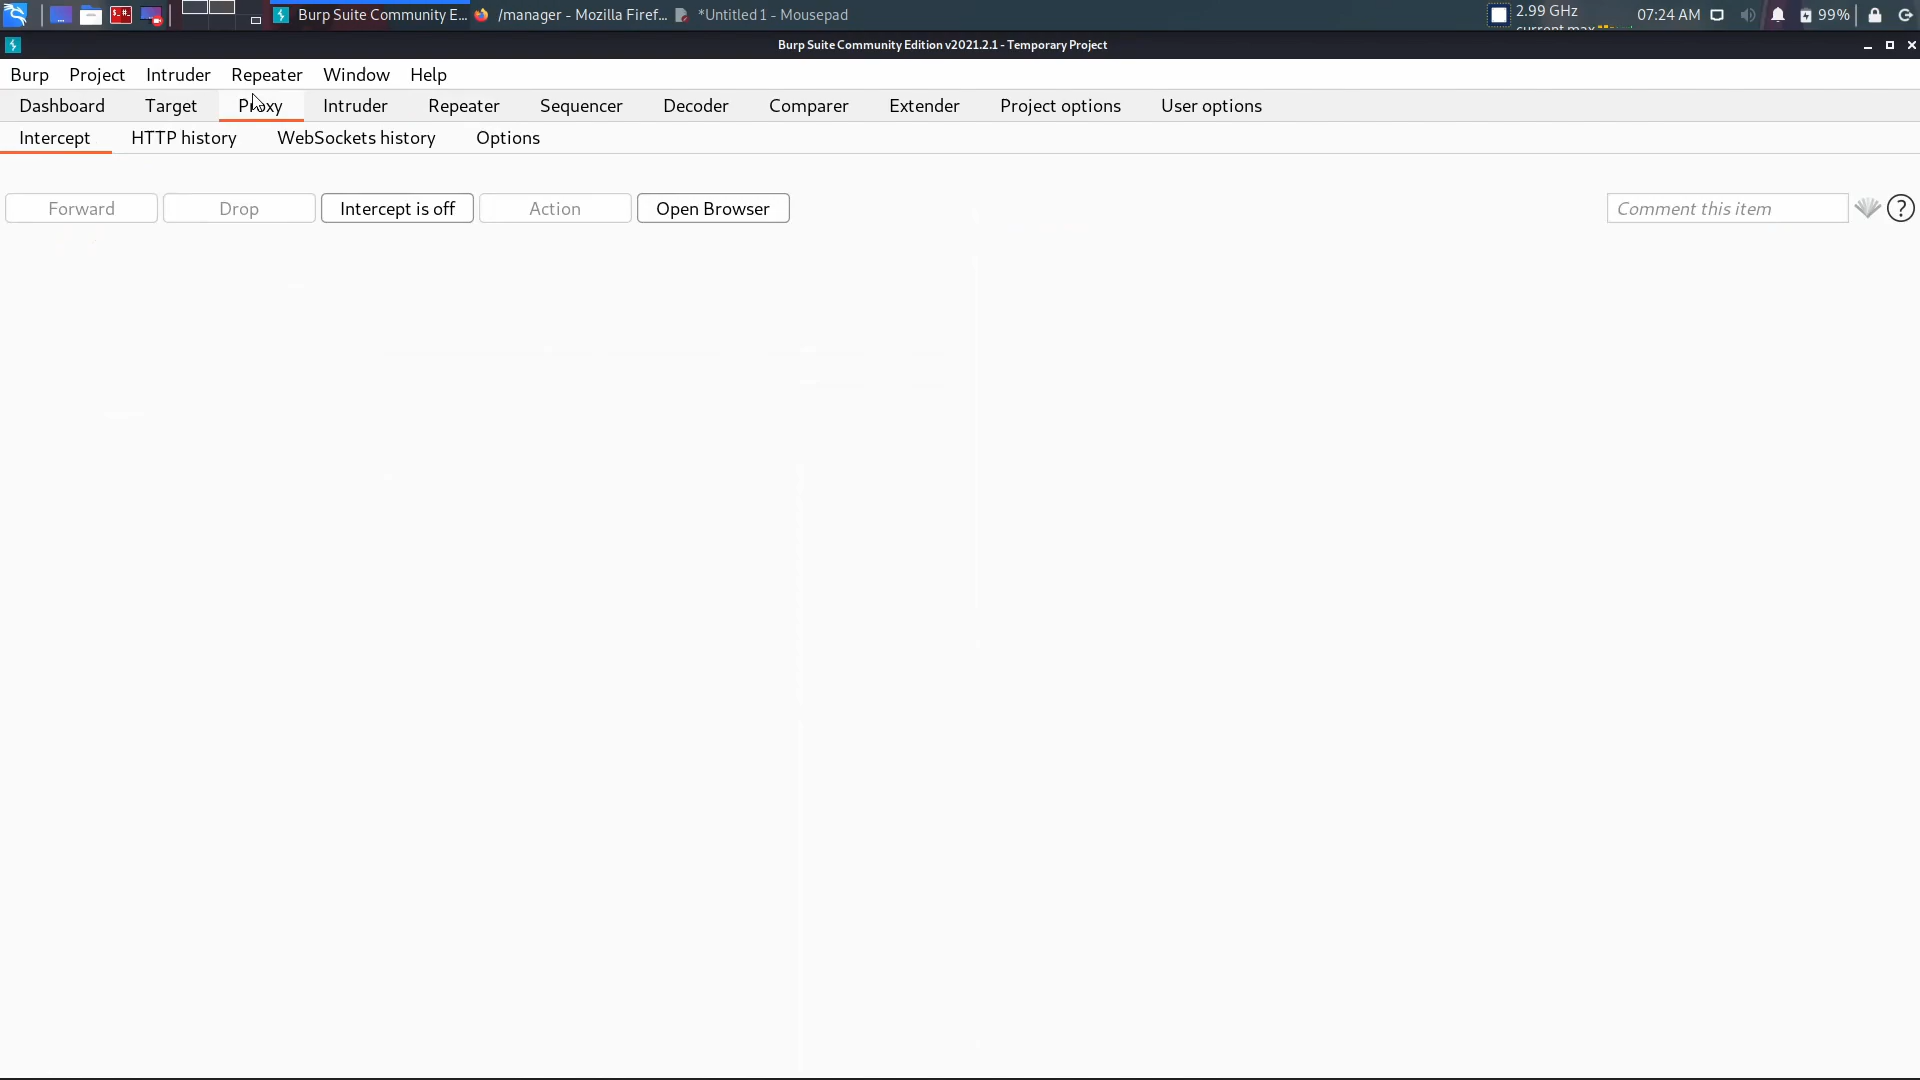 Burp Suite Community E... /manager - Mozilla Firef... *Untitled 1 - Mousepad 2.99 GHz 07:24 AM 99%
Burp Suite Community Edition v2021.2.1 - Temporary Project
Burp Project Intruder Repeater Window Help
Dashboard Target Proxy Intruder Repeater Sequencer Decoder Comparer Extender Project options User options
Intercept HTTP history WebSockets history Options
Forward Drop Intercept is off Action Open Browser Comment this item ?